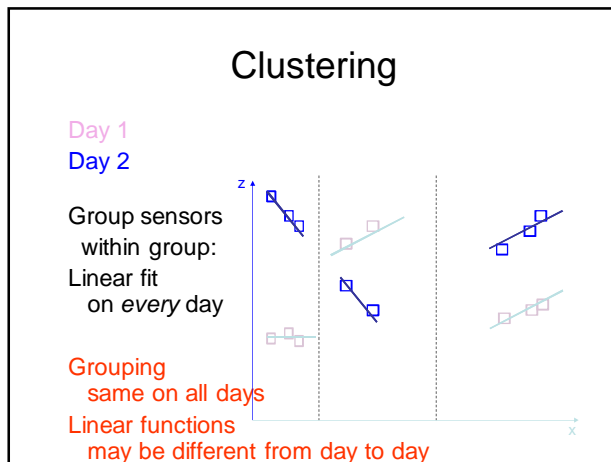 Clustering
Day 1
Day 2
z
Group sensors
within group:
Linear fit
on every day
Grouping
same on all days
Linear functions
may be different from day to day
x